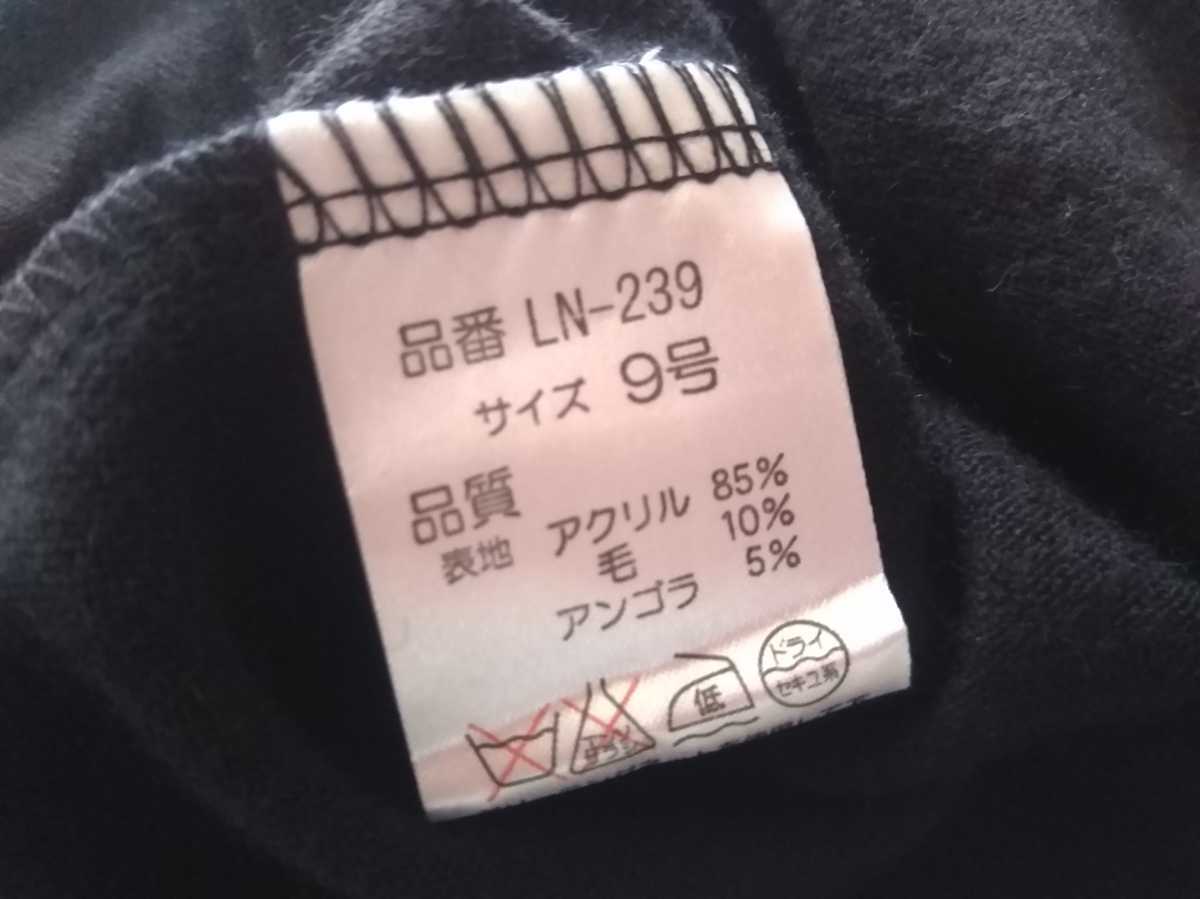 品番 LN-239
サイズ 9号
品質
表地 アクリル 85%
毛 10%
アンゴラ 5%
低
ドライ
セキユ系